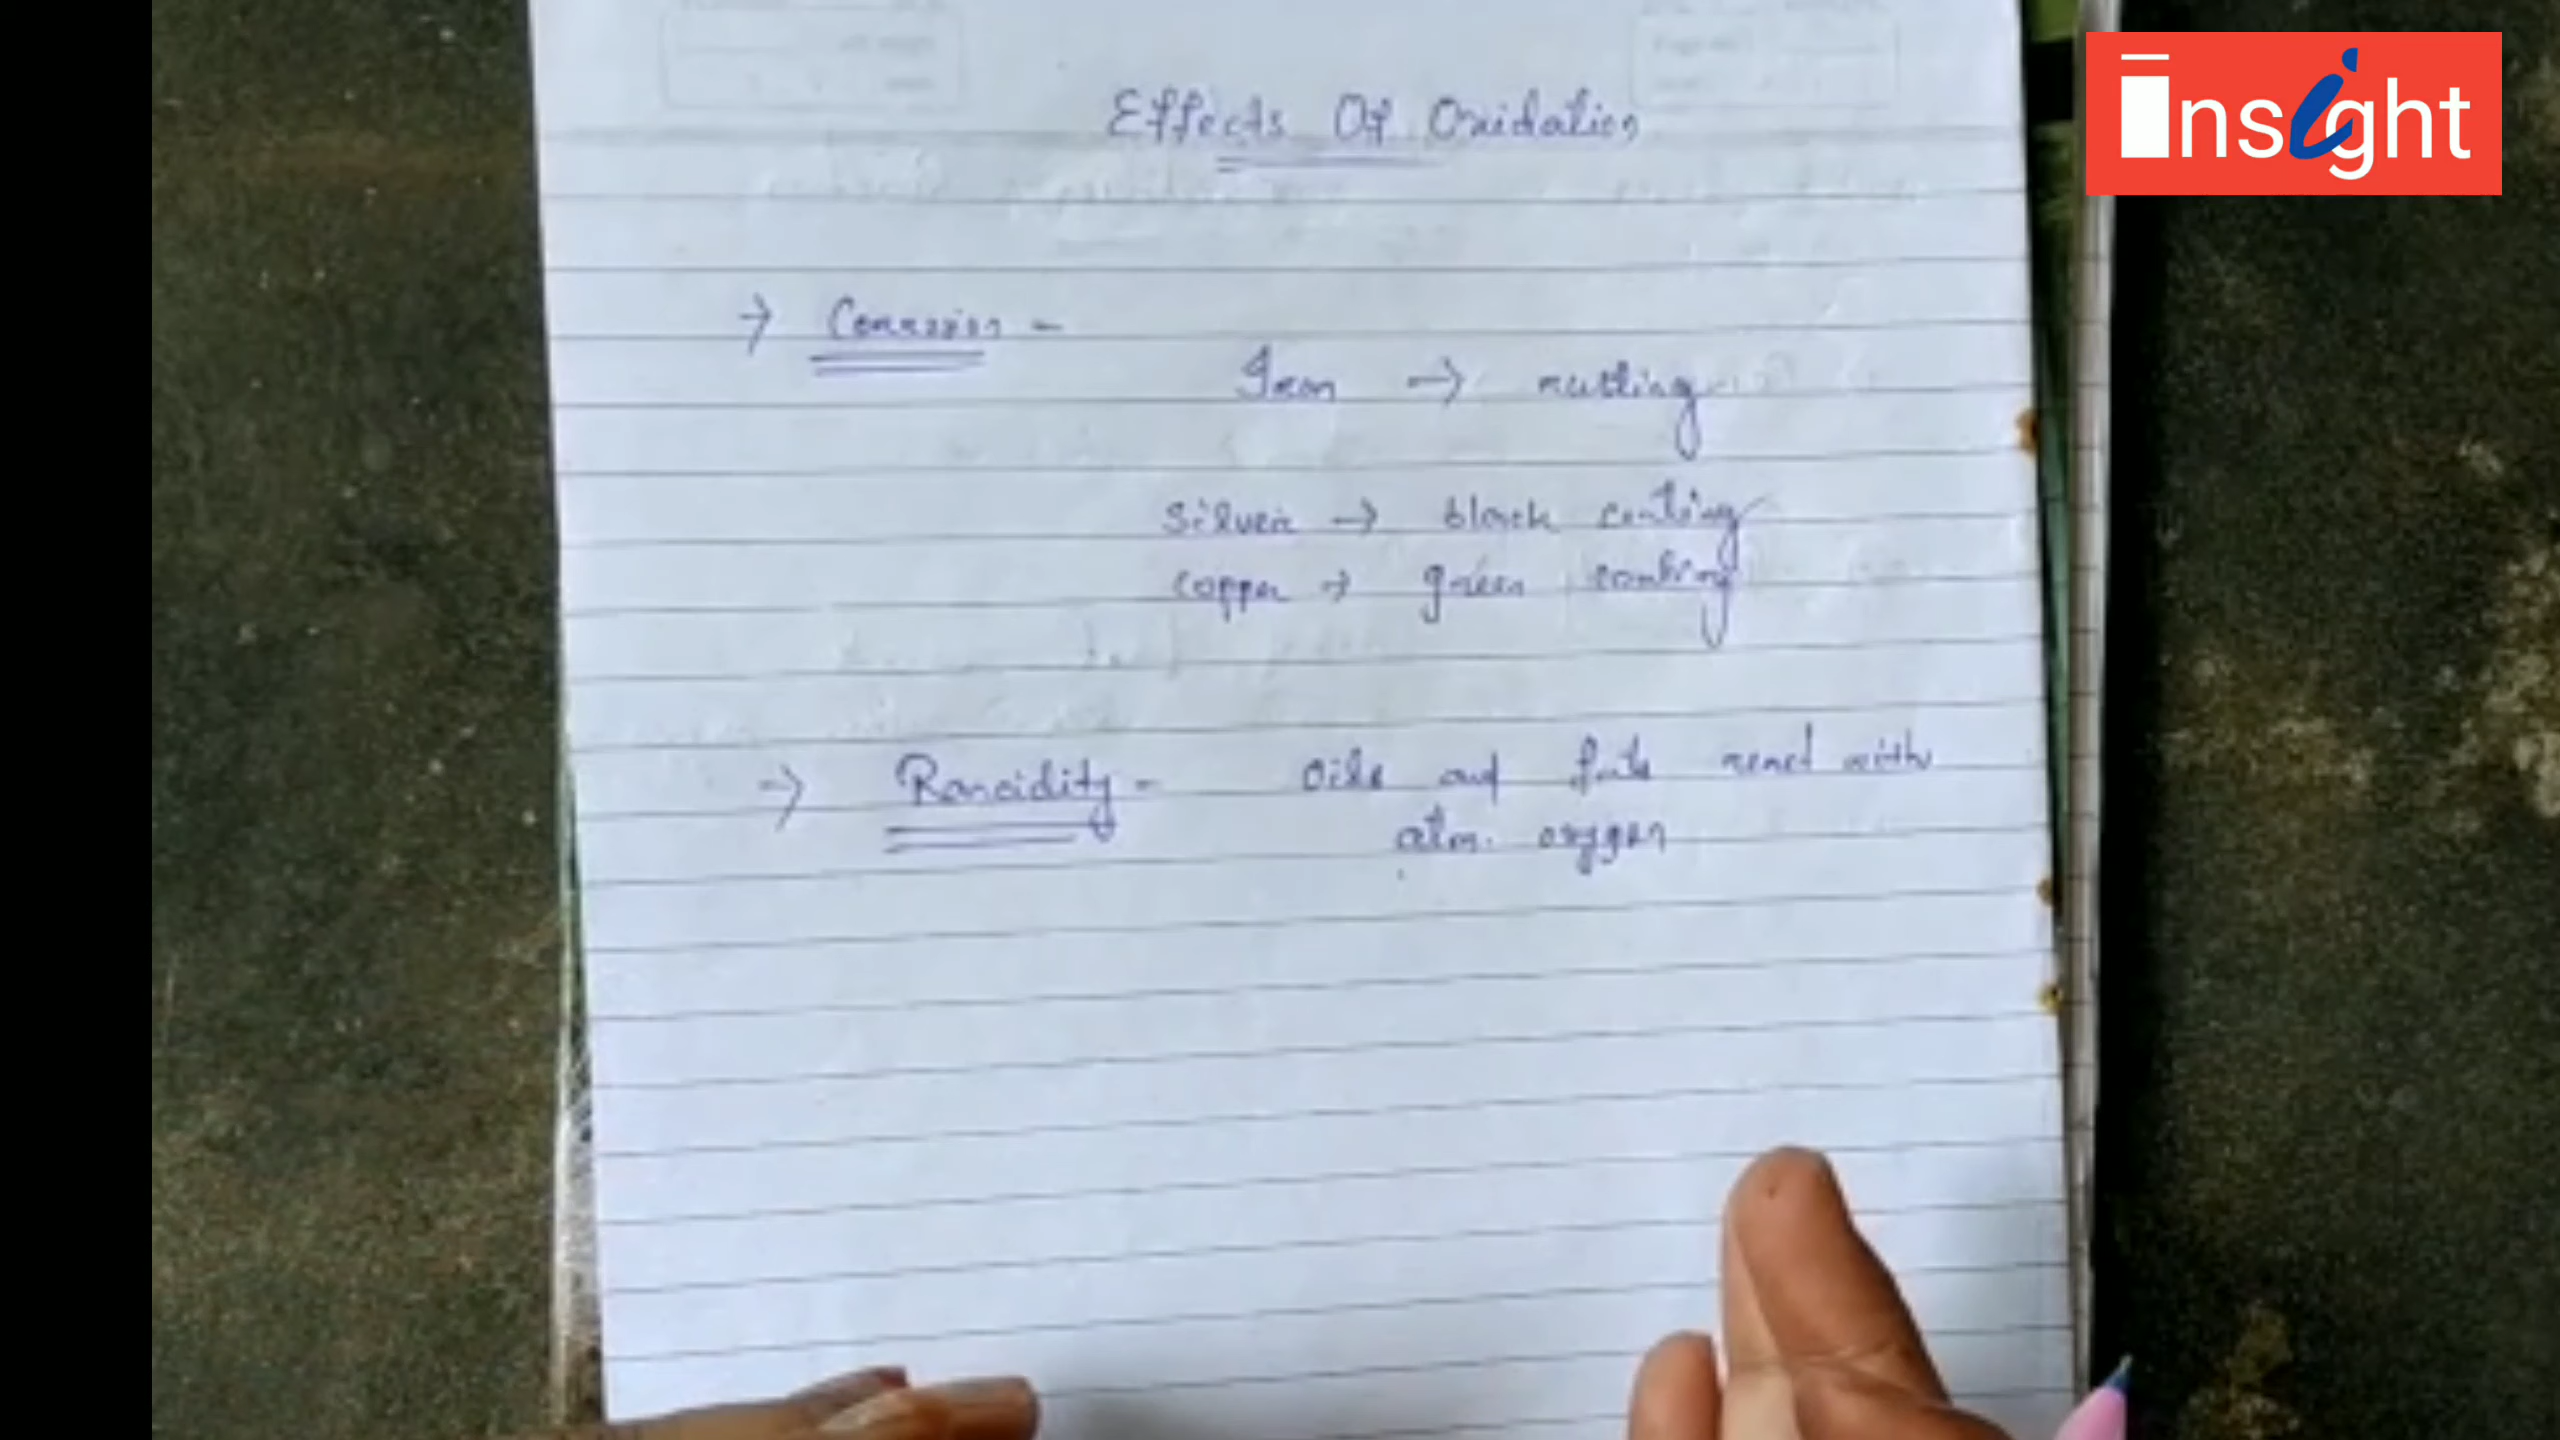 Insight
Effects Of Oxidation
→ Corrosion -
Iron → rusting
silver → black coating
copper → green coating
→ Rancidity - Oils and fats react with
atm. oxygen